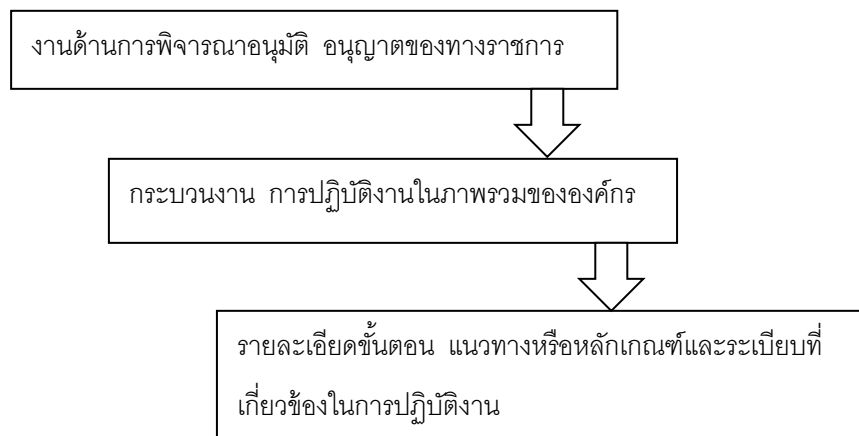 งานด้านการพิจารณาอนุมัติ อนุญาตของทางราชการ
กระบวนงาน การปฏิบัติงานในภาพรวมขององค์กร
รายละเอียดขั้นตอน แนวทางหรือหลักเกณฑ์และระเบียบที่
เกี่ยวข้องในการปฏิบัติงาน